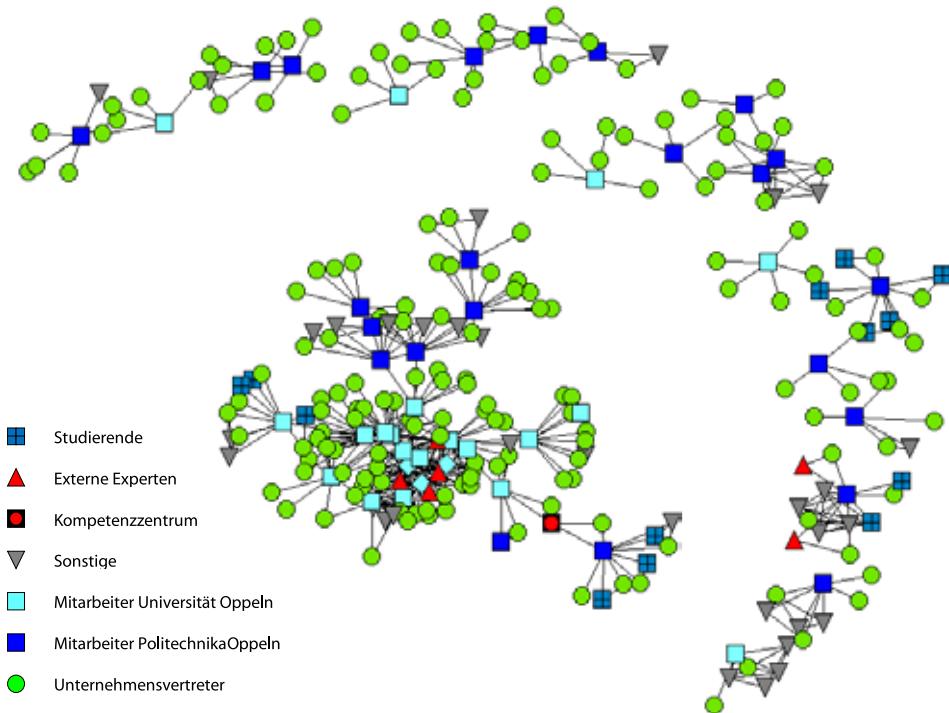 Studierende
Externe Experten
Kompetenzzentrum
Sonstige
Mitarbeiter Universität Oppeln
Mitarbeiter PolitechnikaOppeln
Unternehmensvertreter